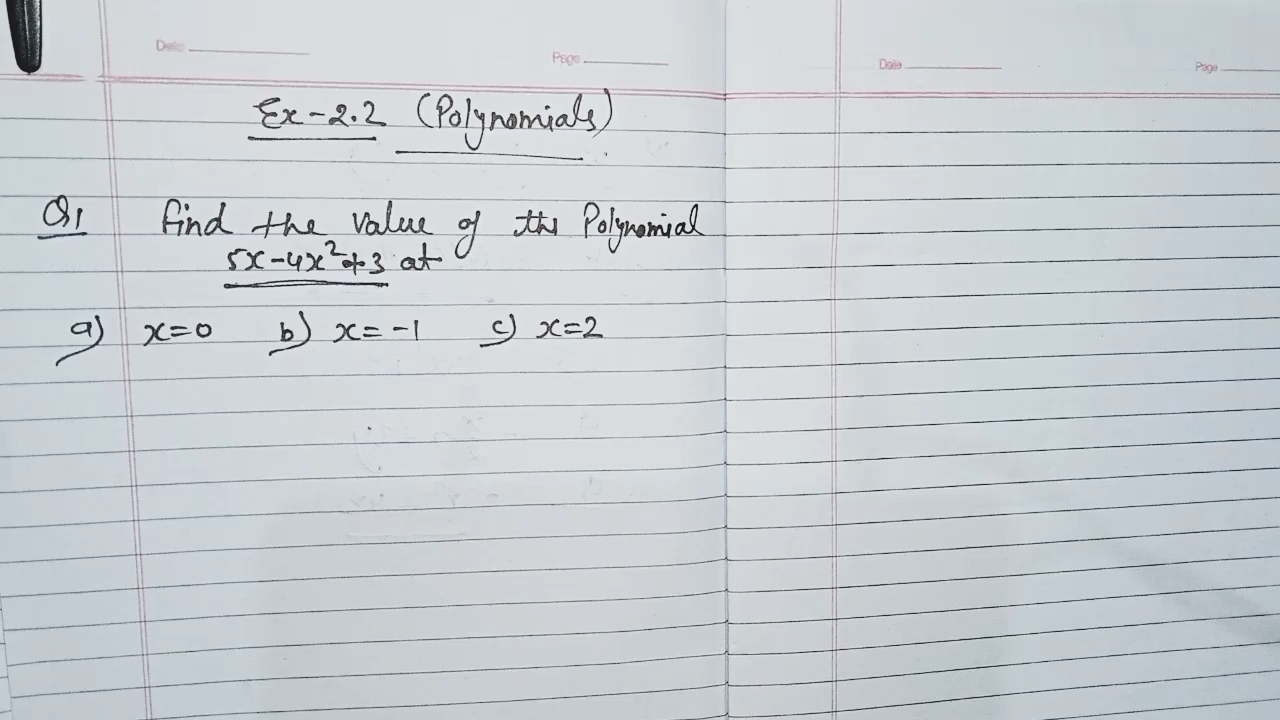 Date Page
Date Page
Ex-2.2 (Polynomials)
Q1 Find the value of the Polynomial
5x-4x²+3 at
a) x=0 b) x= -1 c) x=2